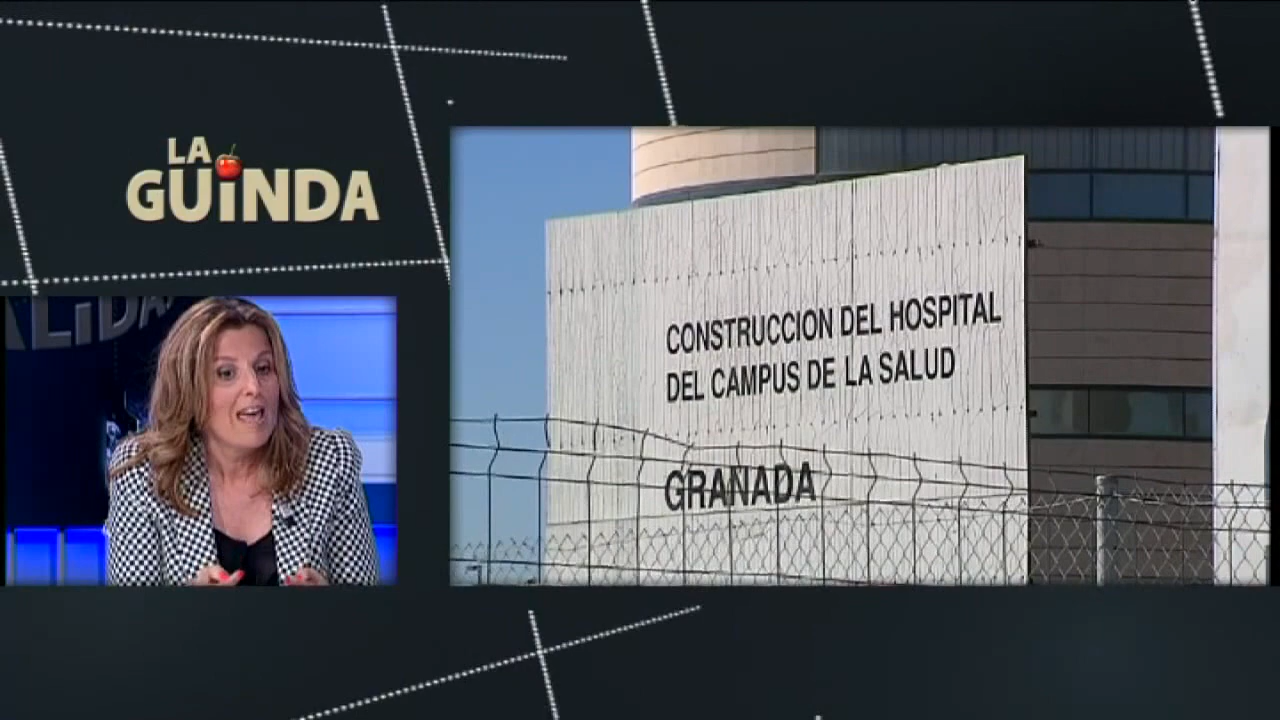 LA
GUINDA
CONSTRUCCION DEL HOSPITAL
DEL CAMPUS DE LA SALUD
GRANADA